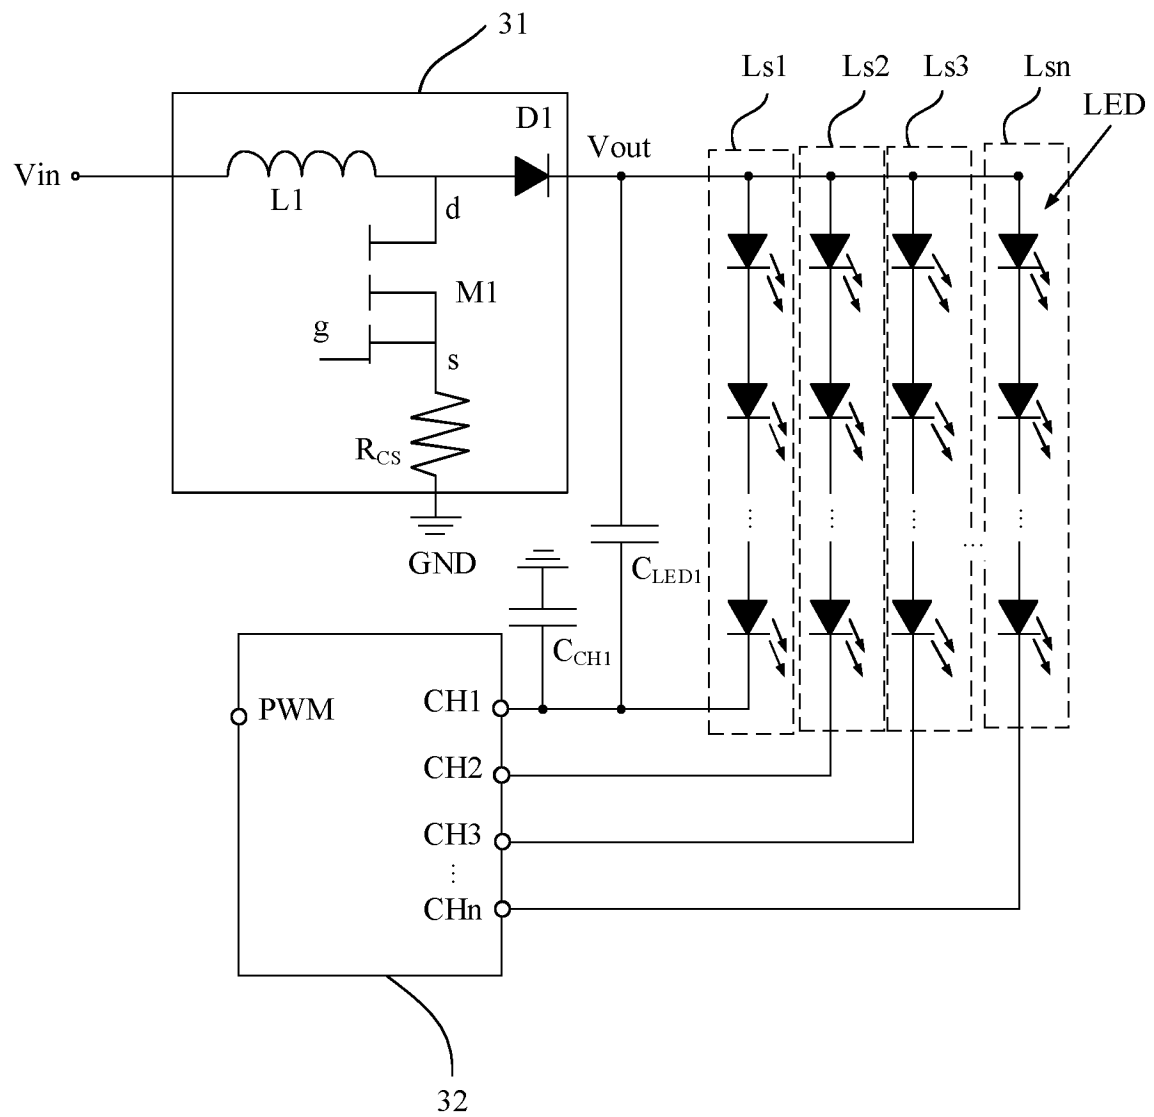 31
Ls1 Ls2 Ls3 Lsn
LED
D1
Vout
Vin
L1
d
M1
g
s
RCS
GND
CLED1
CCH1
PWM
CH1
CH2
CH3
CHn
32